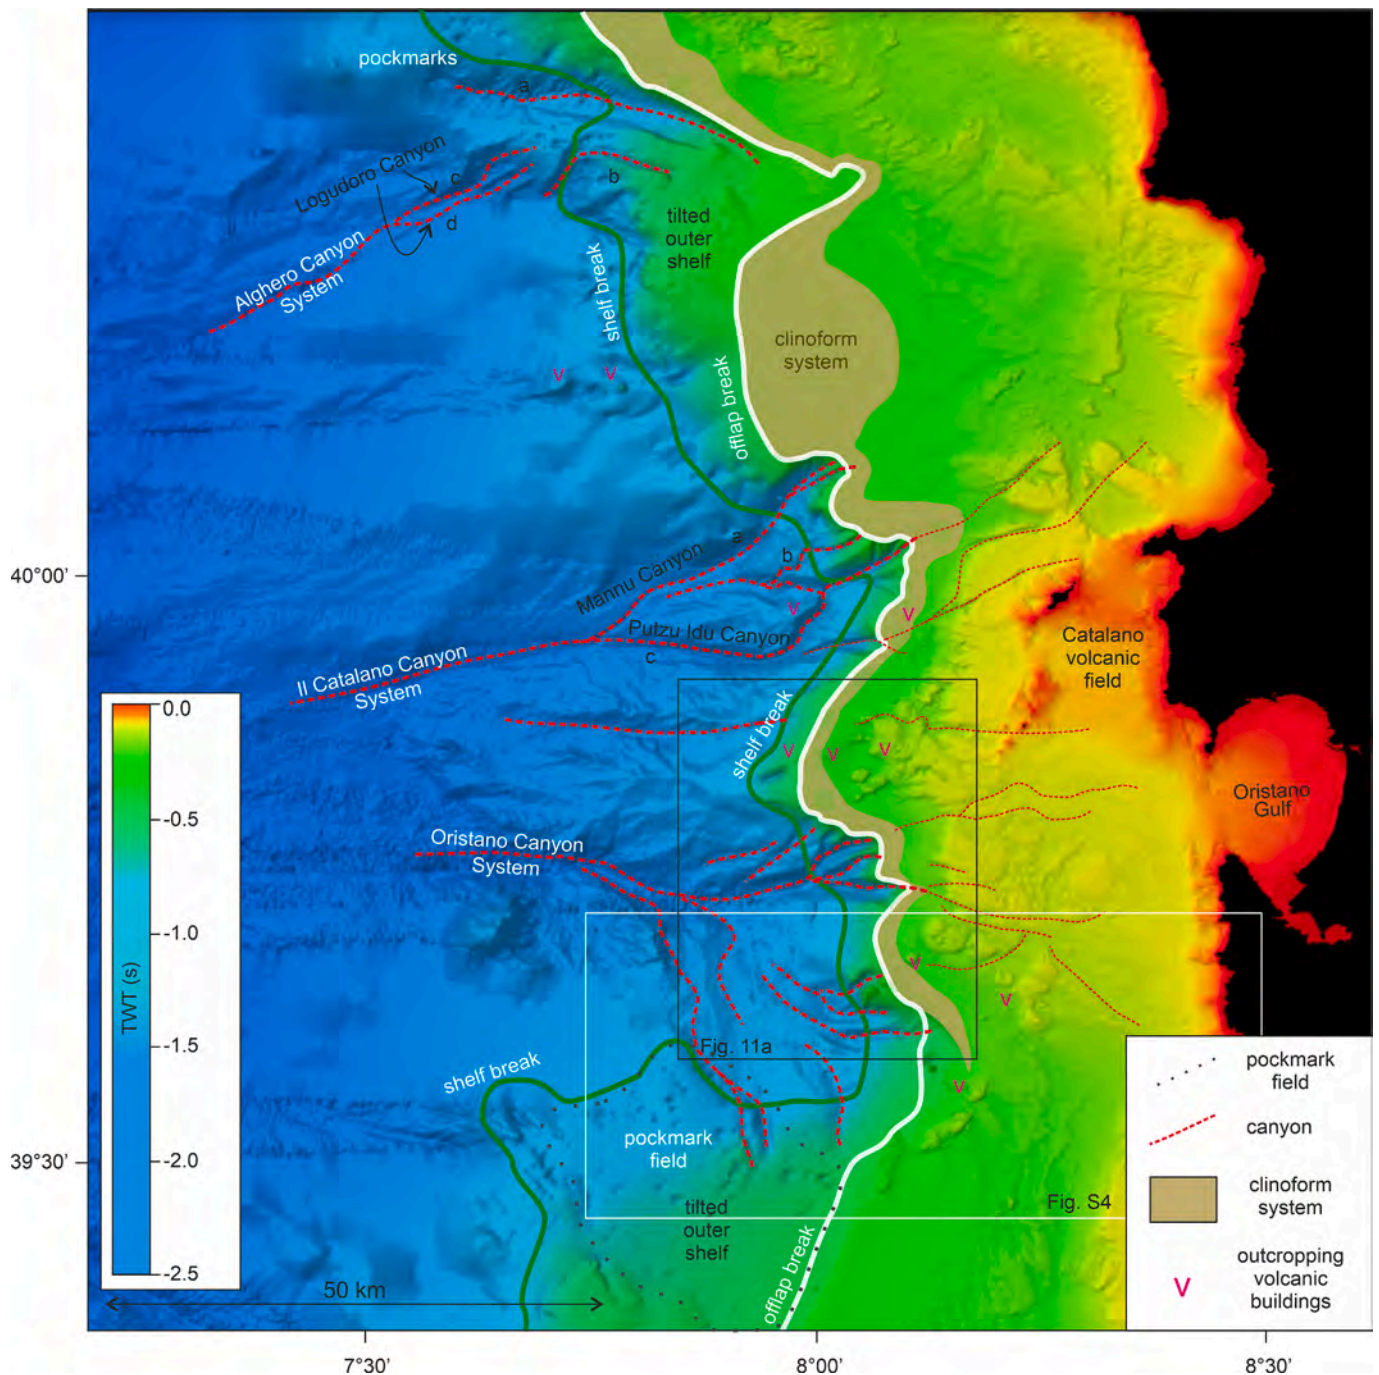 pockmarks
a
Logudoro Canyon
c
d
b
tilted
outer
shelf
Alghero Canyon
System
shelf break
clinoform
system
offlap break
V
V
a
b
40°00'
Mannu Canyon
V
V
Putzu Idu Canyon
c
Catalano
volcanic
field
Il Catalano Canyon
System
0.0
-0.5
-1.0
-1.5
-2.0
-2.5
TWT (s)
shelf break
V
V
V
Oristano
Gulf
Oristano Canyon
System
V
V
Fig. 11a
shelf break
V
pockmark
field
39°30'
tilted
outer
shelf
Fig. S4
offlap break
50 km
pockmark
field
canyon
clinoform
system
V
outcropping
volcanic
buildings
7°30'
8°00'
8°30'